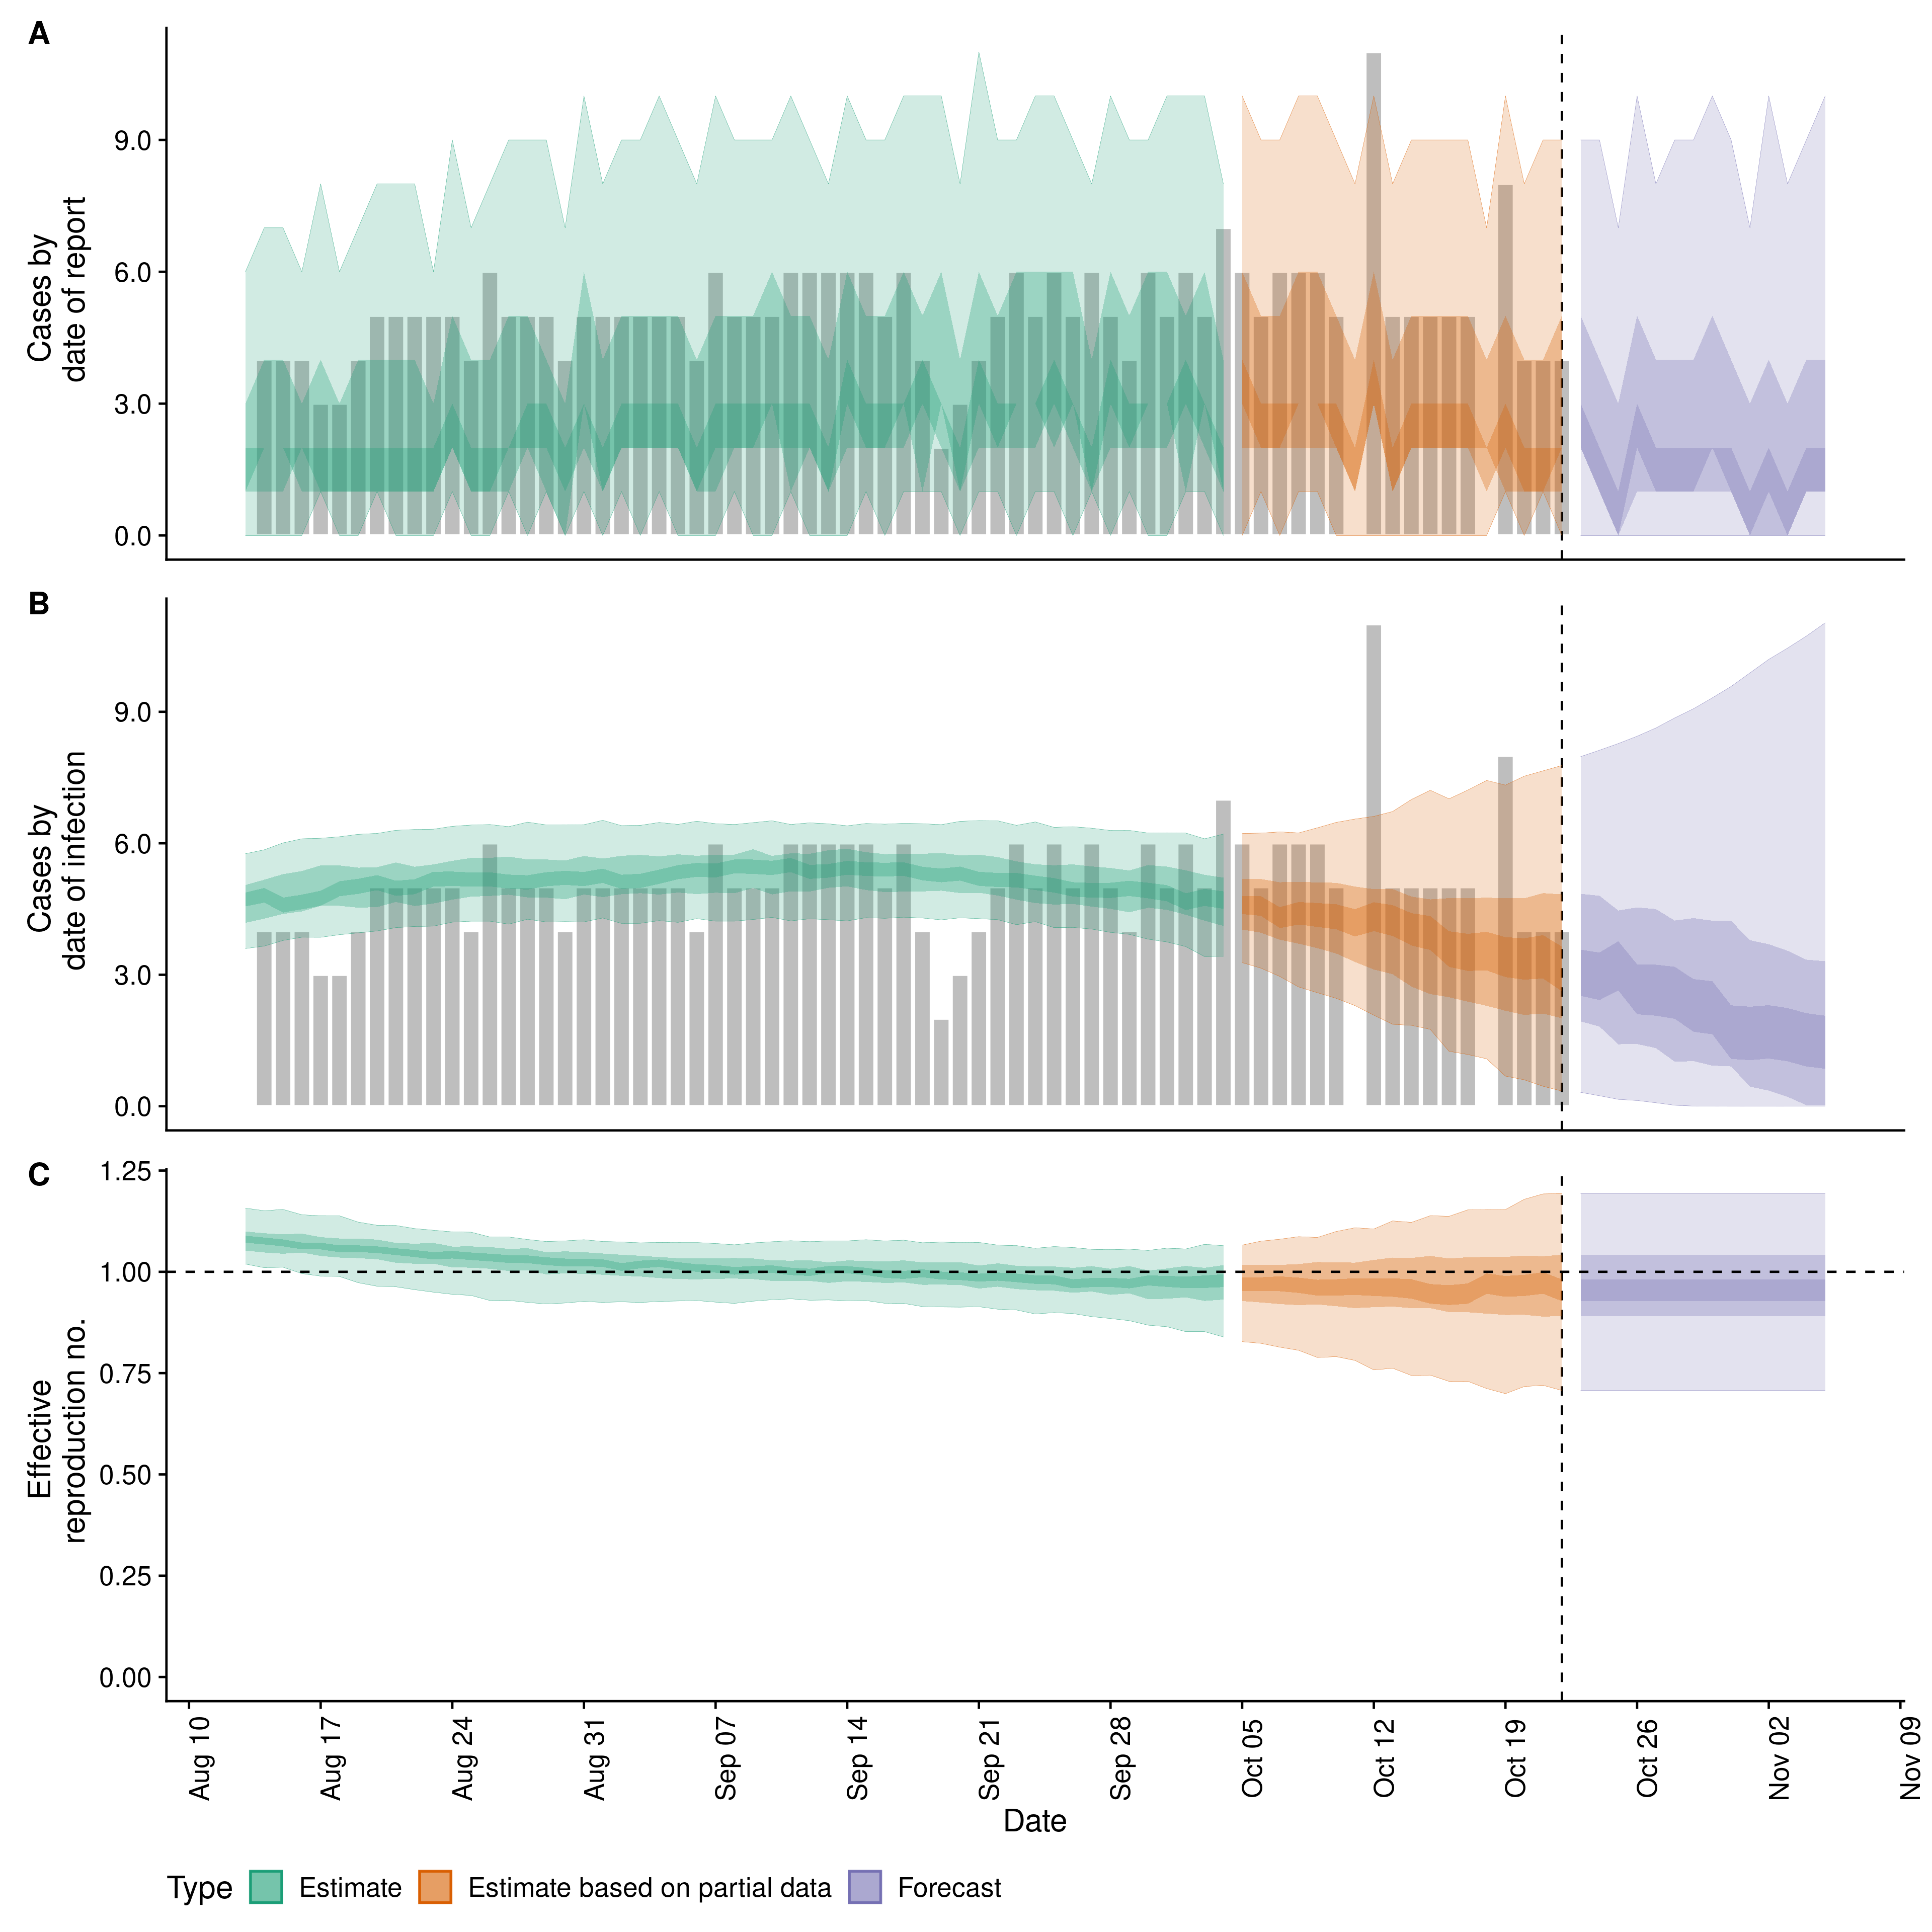 A
Cases by
date of report
9.0
6.0
3.0
0.0
B
Cases by
date of infection
9.0
6.0
3.0
0.0
C
Effective
reproduction no.
1.25
1.00
0.75
0.50
0.25
0.00
Aug 10
Aug 17
Aug 24
Aug 31
Sep 07
Sep 14
Sep 21
Sep 28
Oct 05
Oct 12
Oct 19
Oct 26
Nov 02
Nov 09
Date
Type Estimate Estimate based on partial data Forecast